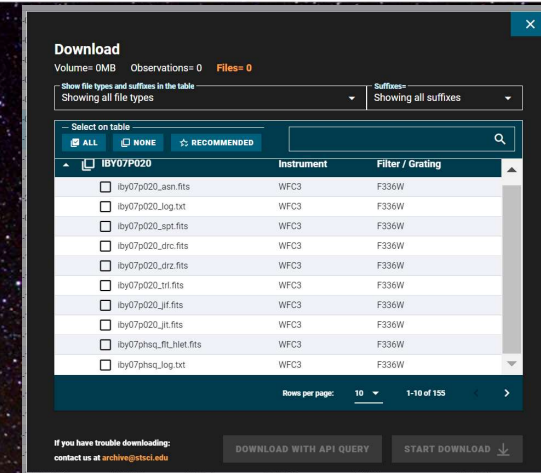 Download
Volume= 0MB Observations= 0 Files= 0
Show file types and suffixes in the table
Showing all file types
Suffixes=
Showing all suffixes
Select on table
ALL NONE RECOMMENDED
IBY07P020 Instrument Filter / Grating
iby07p020_asn.fits WFC3 F336W
iby07p020_log.txt WFC3 F336W
iby07p020_spt.fits WFC3 F336W
iby07p020_drc.fits WFC3 F336W
iby07p020_drz.fits WFC3 F336W
iby07p020_trl.fits WFC3 F336W
iby07p020_jif.fits WFC3 F336W
iby07p020_jit.fits WFC3 F336W
iby07phsq_flt_hlet.fits WFC3 F336W
iby07phsq_log.txt WFC3 F336W
Rows per page: 10 1-10 of 155
If you have trouble downloading:
contact us at archive@stsci.edu
DOWNLOAD WITH API QUERY START DOWNLOAD